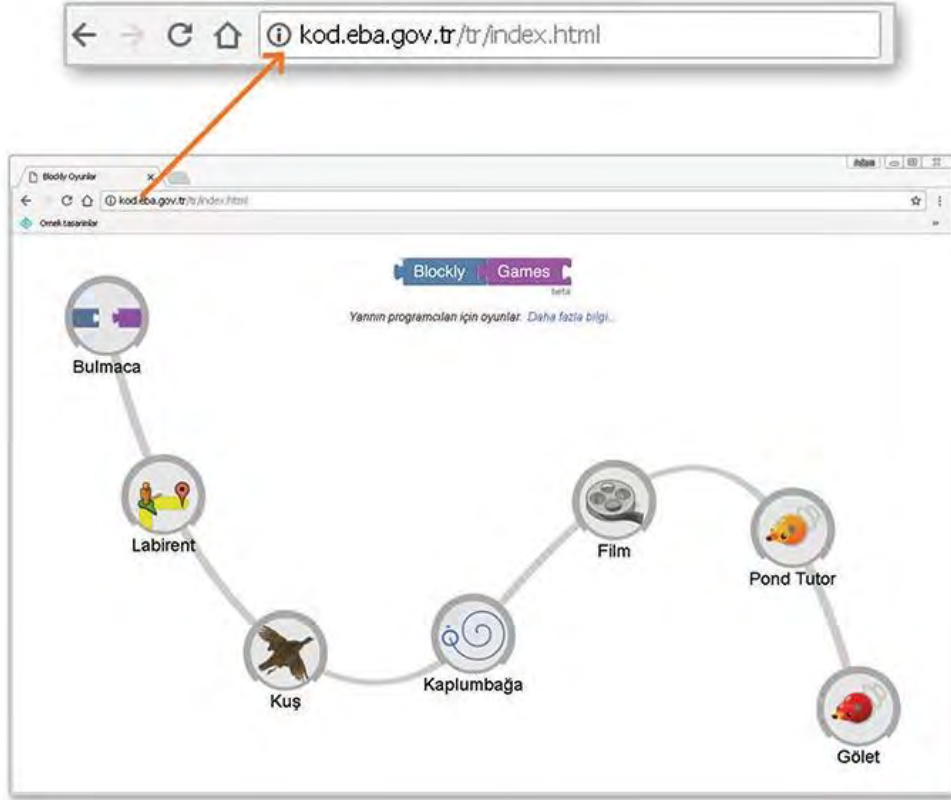 kod.eba.gov.tr/tr/index.html
Blockly Oyunlar
kod.eba.gov.tr/tr/index.html
Örnek tasarımlar
Blockly Games
beta
Yarının programcıları için oyunlar. Daha fazla bilgi...
Bulmaca
Labirent
Film
Pond Tutor
Kuş
Kaplumbağa
Gölet